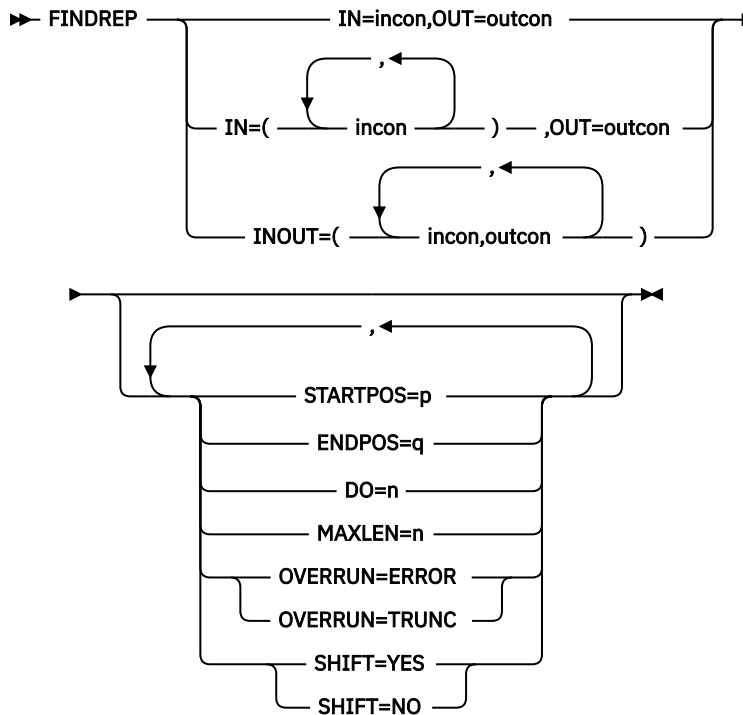 FINDREP IN=incon,OUT=outcon
,
IN=( incon ) ,OUT=outcon
,
INOUT=( incon,outcon )
,
STARTPOS=p
ENDPOS=q
DO=n
MAXLEN=n
OVERRUN=ERROR
OVERRUN=TRUNC
SHIFT=YES
SHIFT=NO